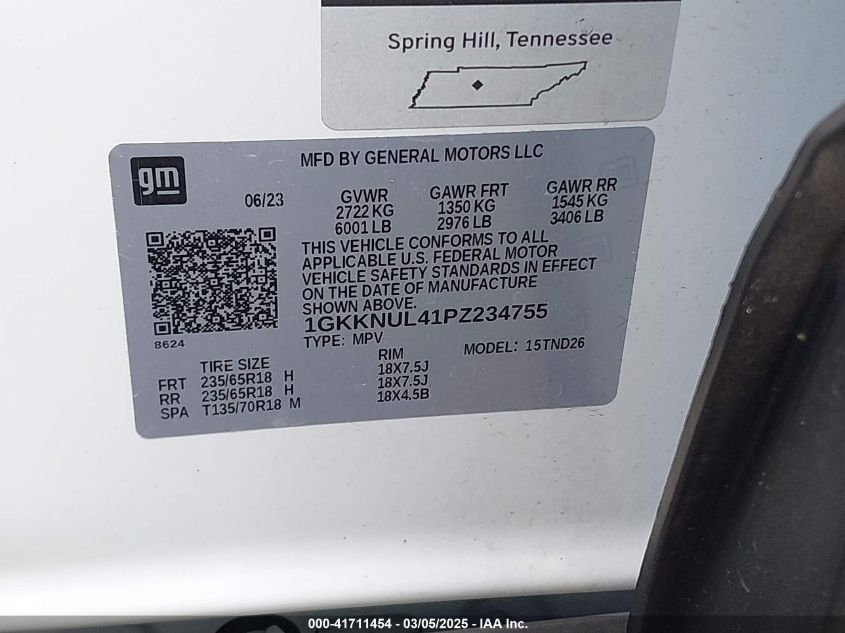 Spring Hill, Tennessee
gm
MFD BY GENERAL MOTORS LLC
06/23 GVWR GAWR FRT GAWR RR
2722 KG 1350 KG 1545 KG
6001 LB 2976 LB 3406 LB
THIS VEHICLE CONFORMS TO ALL
APPLICABLE U.S. FEDERAL MOTOR
VEHICLE SAFETY STANDARDS IN EFFECT
ON THE DATE OF MANUFACTURE
SHOWN ABOVE.
1GKKNUL41PZ234755
8624
TYPE: MPV MODEL: 15TND26
TIRE SIZE RIM
FRT 235/65R18 H 18X7.5J
RR 235/65R18 H 18X7.5J
SPA T135/70R18 M 18X4.5B
000-41711454 - 03/05/2025 - IAA Inc.